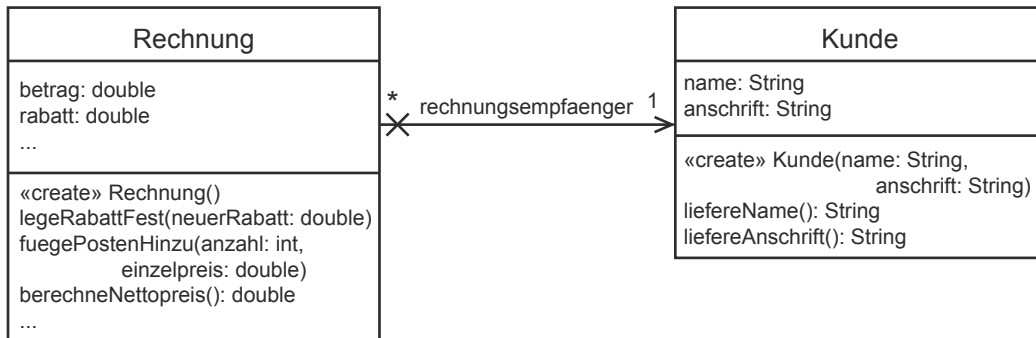 Rechnung
betrag: double
rabatt: double
...
«create» Rechnung()
legeRabattFest(neuerRabatt: double)
fuegePostenHinzu(anzahl: int,
einzelpreis: double)
berechneNettopreis(): double
...
*
rechnungsempfaenger
1
Kunde
name: String
anschrift: String
«create» Kunde(name: String,
anschrift: String)
liefereName(): String
liefereAnschrift(): String